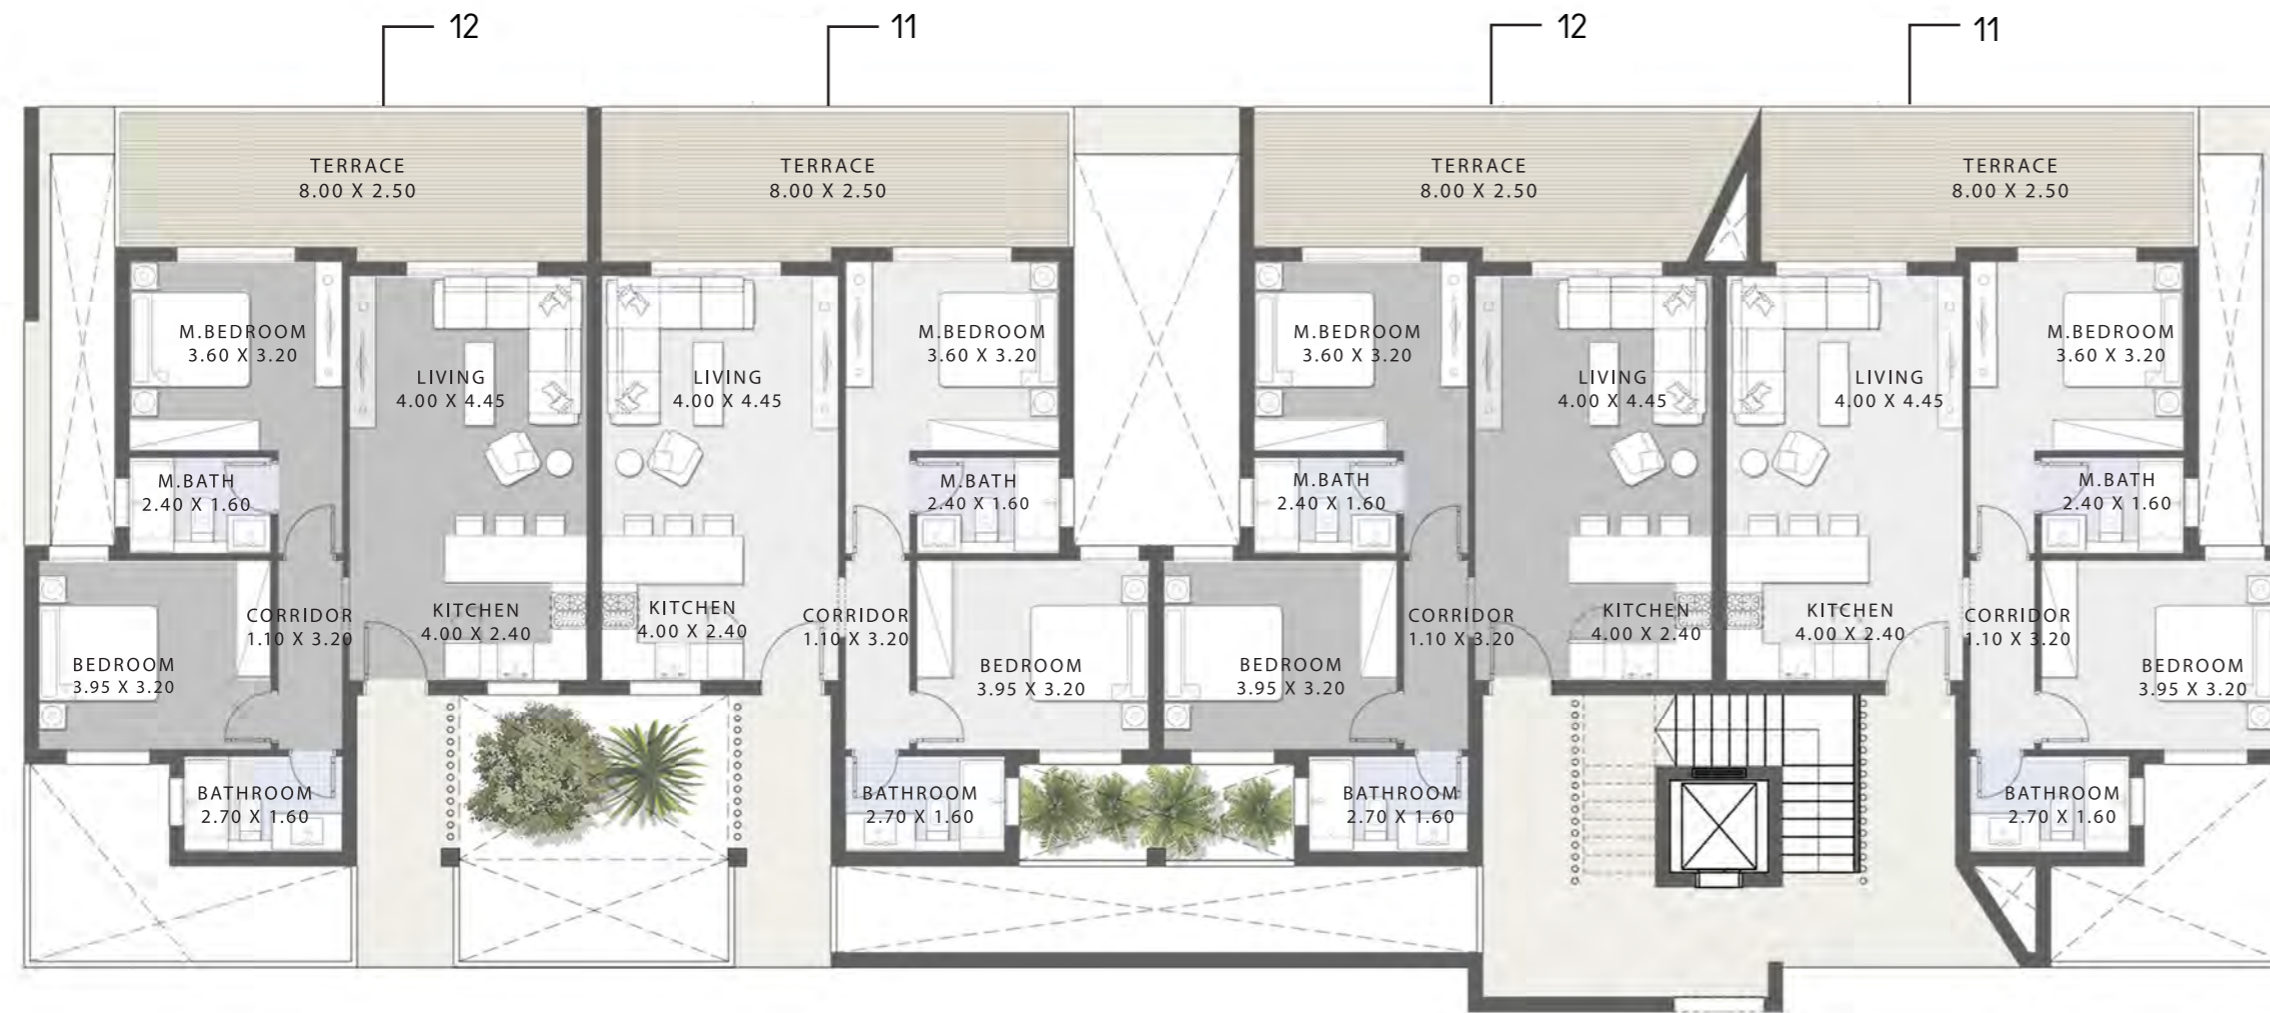 12
11
12
11
TERRACE
8.00 X 2.50
TERRACE
8.00 X 2.50
TERRACE
8.00 X 2.50
TERRACE
8.00 X 2.50
M.BEDROOM
3.60 X 3.20
LIVING
4.00 X 4.45
LIVING
4.00 X 4.45
M.BEDROOM
3.60 X 3.20
M.BEDROOM
3.60 X 3.20
LIVING
4.00 X 4.45
LIVING
4.00 X 4.45
M.BEDROOM
3.60 X 3.20
M.BATH
2.40 X 1.60
M.BATH
2.40 X 1.60
M.BATH
2.40 X 1.60
M.BATH
2.40 X 1.60
CORRIDOR
1.10 X 3.20
KITCHEN
4.00 X 2.40
KITCHEN
4.00 X 2.40
CORRIDOR
1.10 X 3.20
CORRIDOR
1.10 X 3.20
KITCHEN
4.00 X 2.40
KITCHEN
4.00 X 2.40
CORRIDOR
1.10 X 3.20
BEDROOM
3.95 X 3.20
BEDROOM
3.95 X 3.20
BEDROOM
3.95 X 3.20
BEDROOM
3.95 X 3.20
BATHROOM
2.70 X 1.60
BATHROOM
2.70 X 1.60
BATHROOM
2.70 X 1.60
BATHROOM
2.70 X 1.60